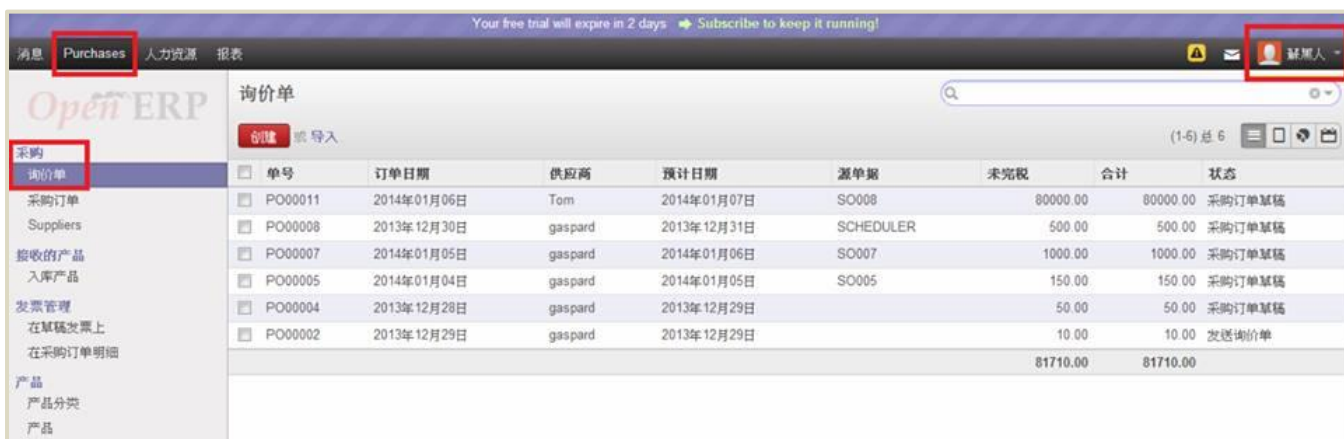 Your free trial will expire in 2 days Subscribe to keep it running!
消息 Purchases 人力资源 报表
Open ERP
询价单
创建 或 导入 (1-6) 总 6
采购
询价单
采购订单
Suppliers
接收的产品
入库产品
发票管理
在草稿发票上
在采购订单明细
产品
产品分类
产品
单号 订单日期 供应商 预计日期 源单据 未完税 合计 状态
PO00011 2014年01月06日 Tom 2014年01月07日 SO008 80000.00 80000.00 采购订单草稿
PO00008 2013年12月30日 gaspard 2013年12月31日 SCHEDULER 500.00 500.00 采购订单草稿
PO00007 2014年01月05日 gaspard 2014年01月06日 SO007 1000.00 1000.00 采购订单草稿
PO00005 2014年01月04日 gaspard 2014年01月05日 SO005 150.00 150.00 采购订单草稿
PO00004 2013年12月28日 gaspard 2013年12月29日 50.00 50.00 采购订单草稿
PO00002 2013年12月29日 gaspard 2013年12月29日 10.00 10.00 发送询价单
81710.00 81710.00